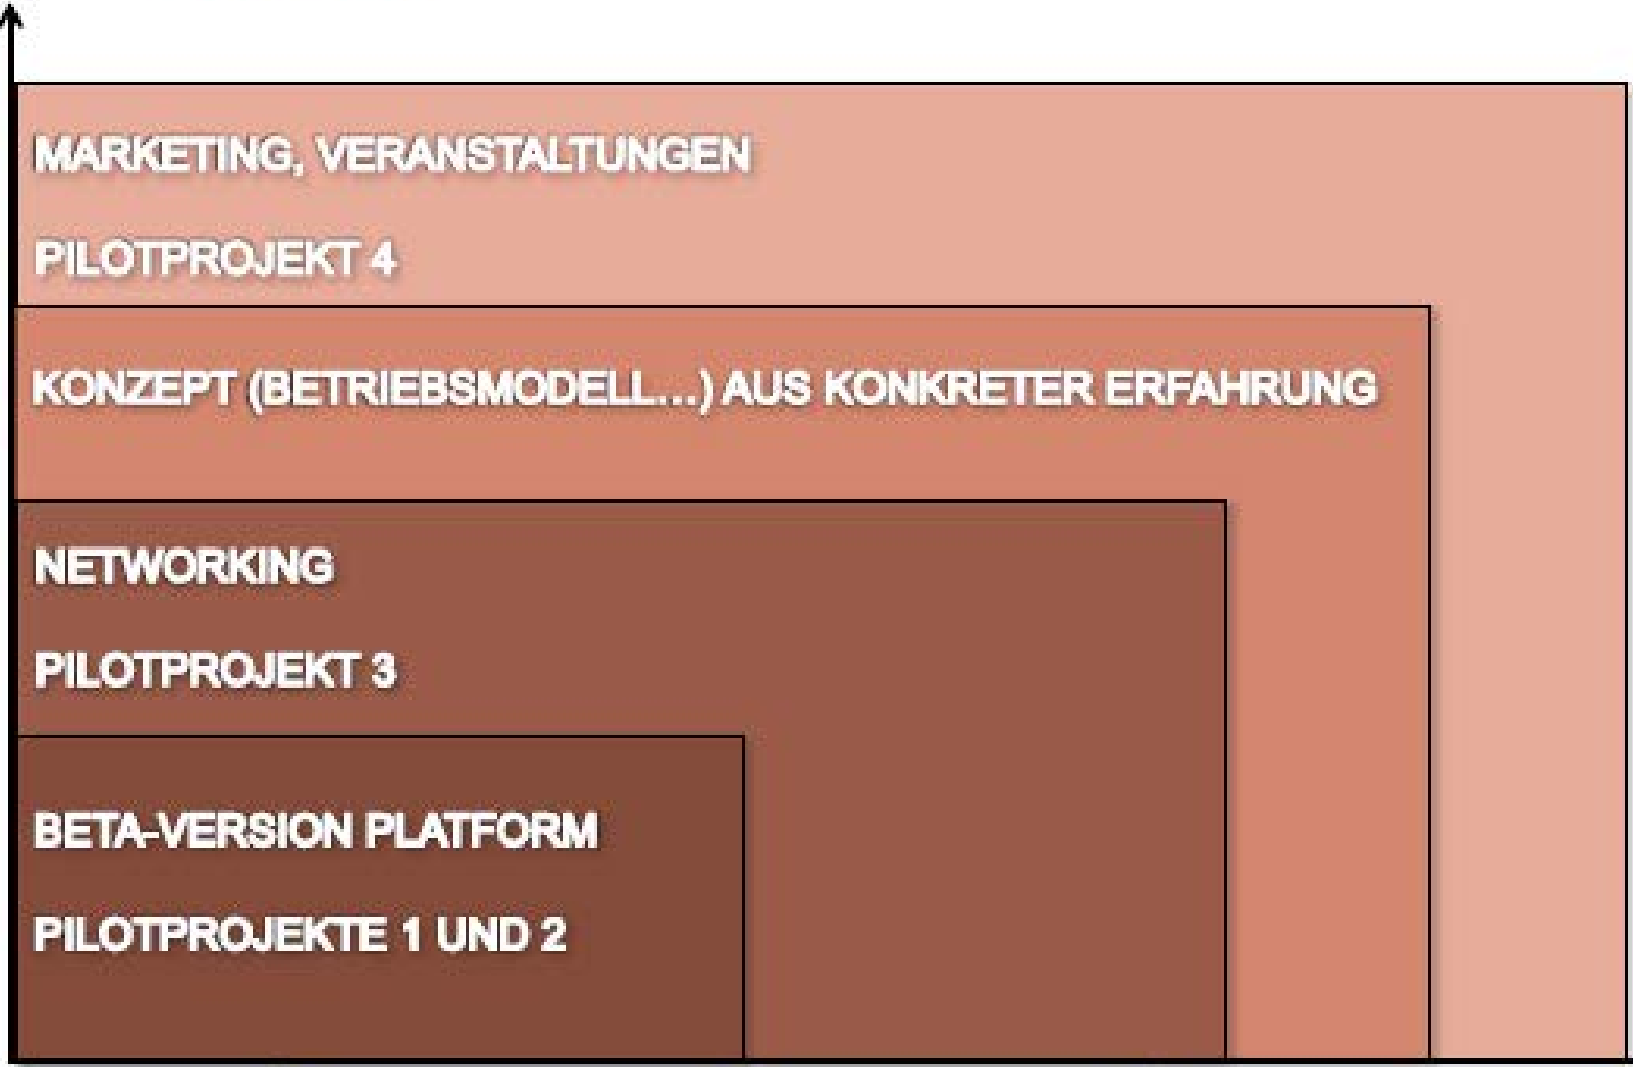 MARKETING, VERANSTALTUNGEN
PILOTPROJEKT 4
KONZEPT (BETRIEBSMODELL...) AUS KONKRETER ERFAHRUNG
NETWORKING
PILOTPROJEKT 3
BETA-VERSION PLATFORM
PILOTPROJEKTE 1 UND 2